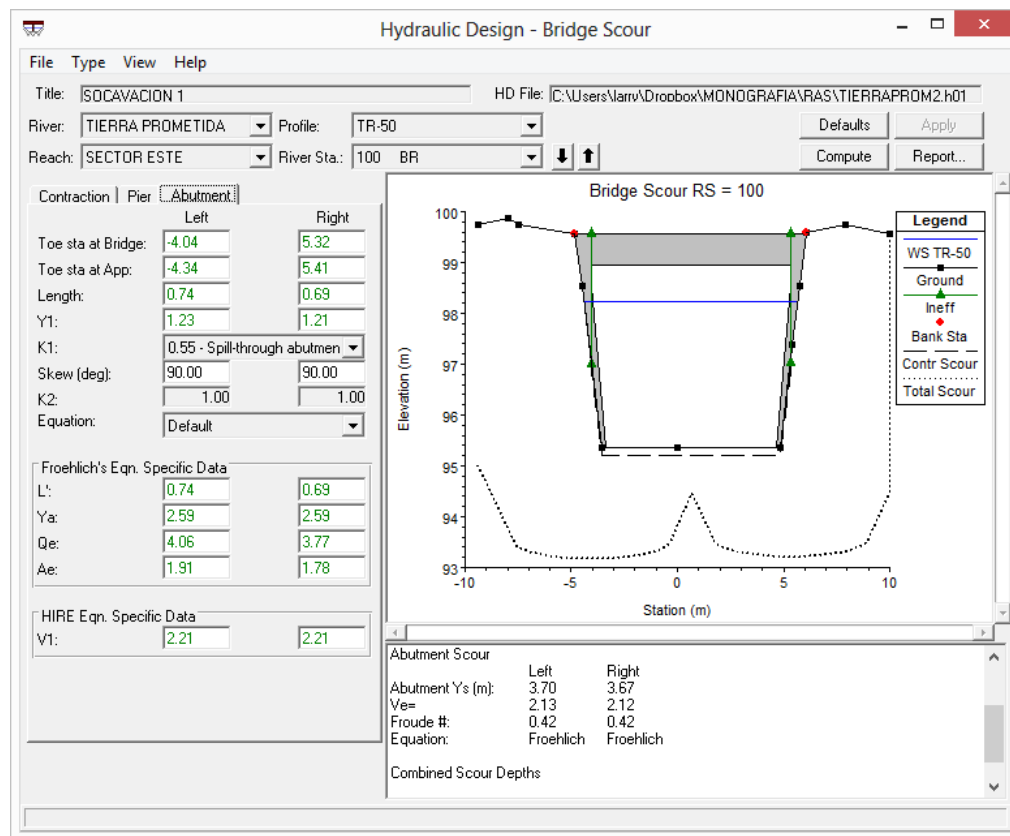 Hydraulic Design - Bridge Scour
File Type View Help
Title: SOCAVACION 1 HD File: C:\Users\larry\Dropbox\MONOGRAFIA\RAS\TIERRAPROM2.h01
River: TIERRA PROMETIDA Profile: TR-50 Defaults Apply
Reach: SECTOR ESTE River Sta.: 100 BR Compute Report...
Contraction Pier Abutment
Left Right
Toe sta at Bridge: -4.04 5.32
Toe sta at App: -4.34 5.41
Length: 0.74 0.69
Y1: 1.23 1.21
K1: 0.55 - Spill-through abutmen
Skew (deg): 90.00 90.00
K2: 1.00 1.00
Equation: Default
Froehlich's Eqn. Specific Data
L': 0.74 0.69
Ya: 2.59 2.59
Qe: 4.06 3.77
Ae: 1.91 1.78
HIRE Eqn. Specific Data
V1: 2.21 2.21
Bridge Scour RS = 100
100
99
98
97
96
95
94
93
Elevation (m)
-10 -5 0 5 10
Station (m)
Legend
WS TR-50
Ground
Ineff
Bank Sta
Contr Scour
Total Scour
Abutment Scour
Left Right
Abutment Ys (m): 3.70 3.67
Ve= 2.13 2.12
Froude #: 0.42 0.42
Equation: Froehlich Froehlich
Combined Scour Depths